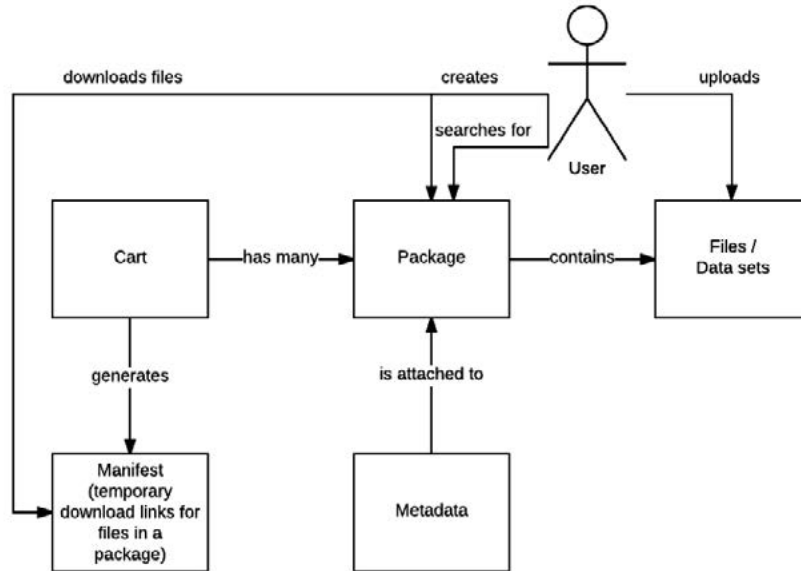 downloads files
creates
uploads
searches for
User
Cart
has many
Package
contains
Files /
Data sets
generates
is attached to
Manifest
(temporary
download links for
files in a
package)
Metadata